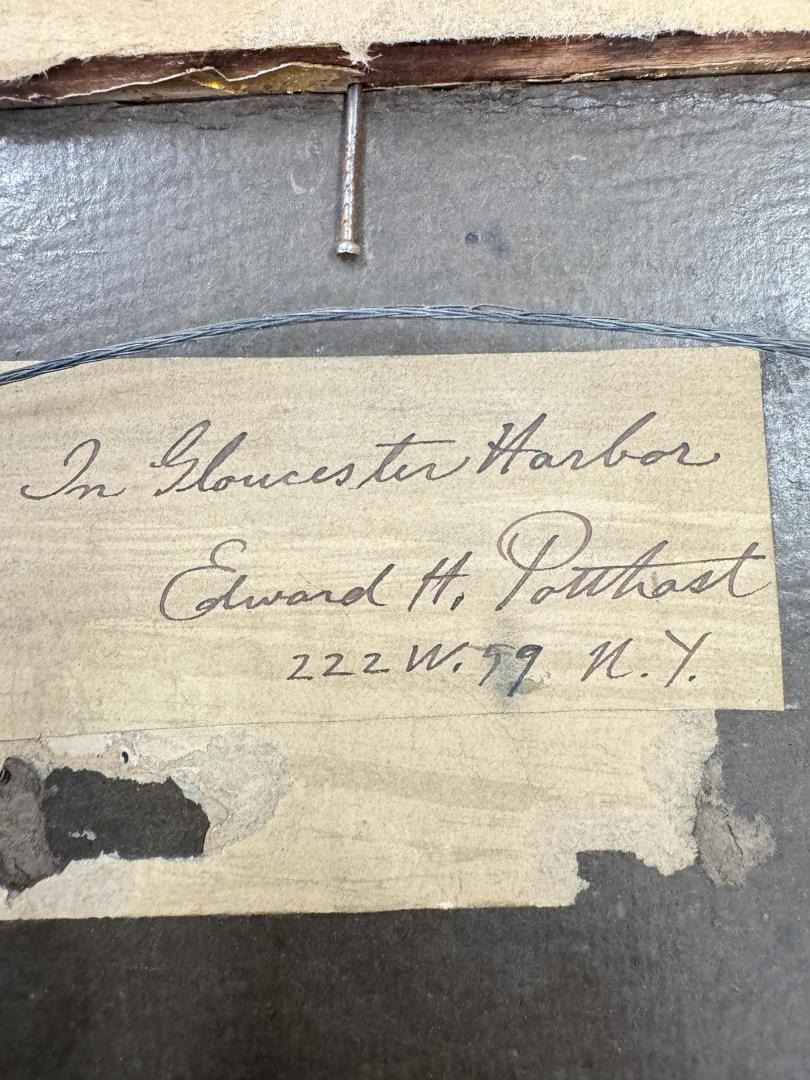 In Gloucester Harbor
Edward H. Potthast
222 W. 59 N.Y.